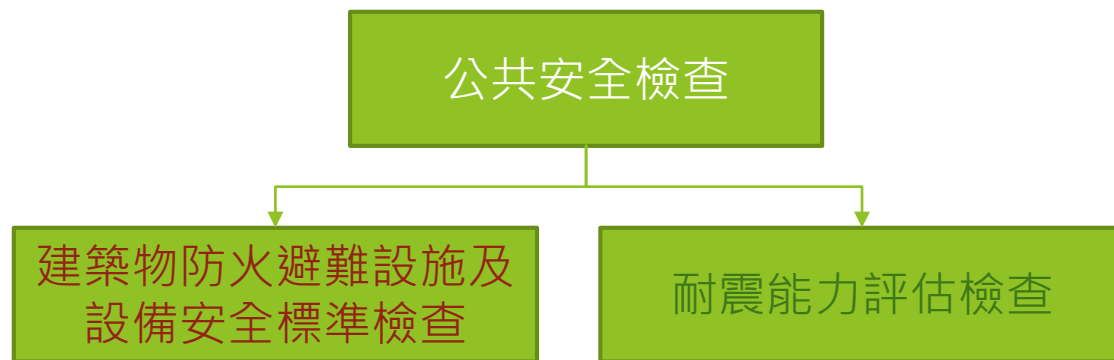 公共安全檢查
建築物防火避難設施及
設備安全標準檢查
耐震能力評估檢查